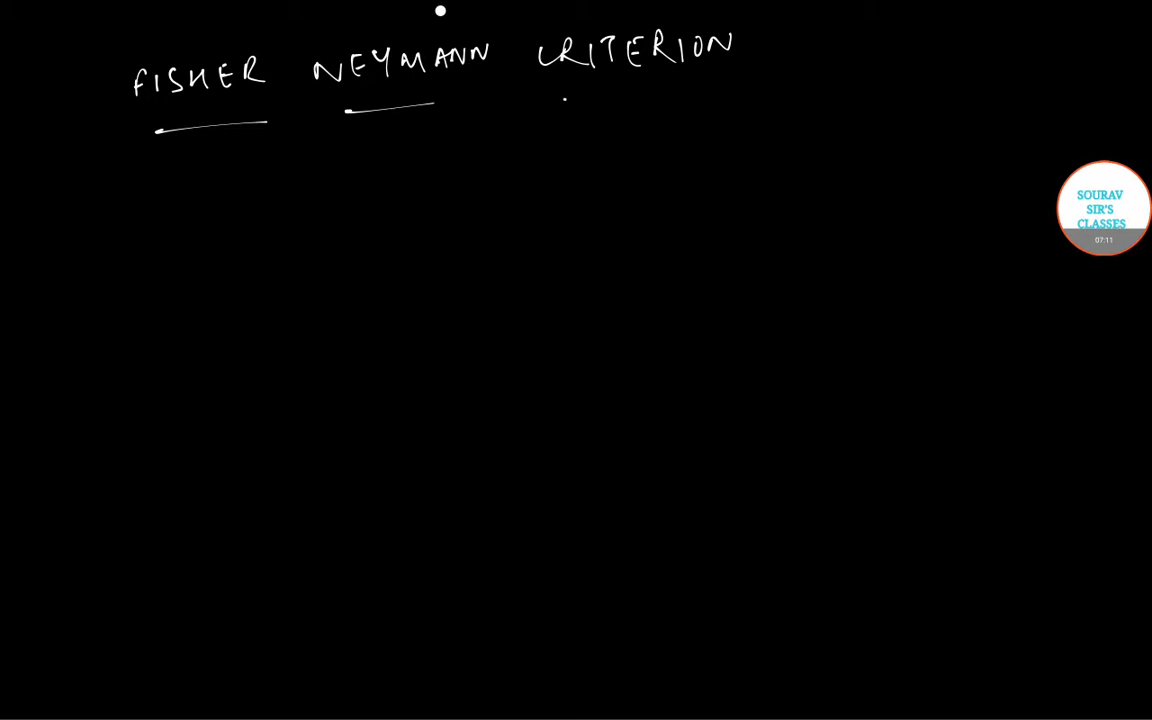 FISHER NEYMANN CRITERION
SOURAV
SIR'S
CLASSES
07:11